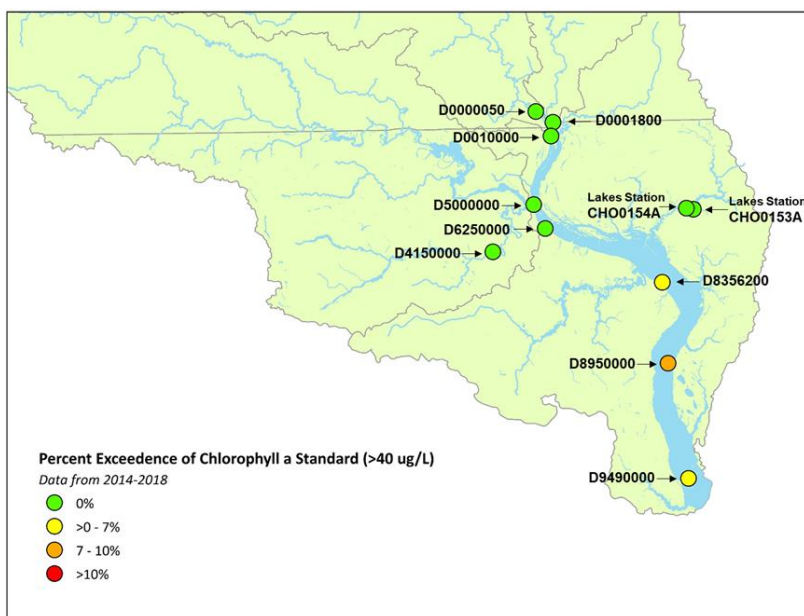 D0000050
D0001800
D0010000
D5000000
Lakes Station
CHO0154A
Lakes Station
CHO0153A
D6250000
D4150000
D8356200
D8950000
Percent Exceedence of Chlorophyll a Standard (>40 ug/L)
Data from 2014-2018
D9490000
0%
>0 - 7%
7 - 10%
>10%